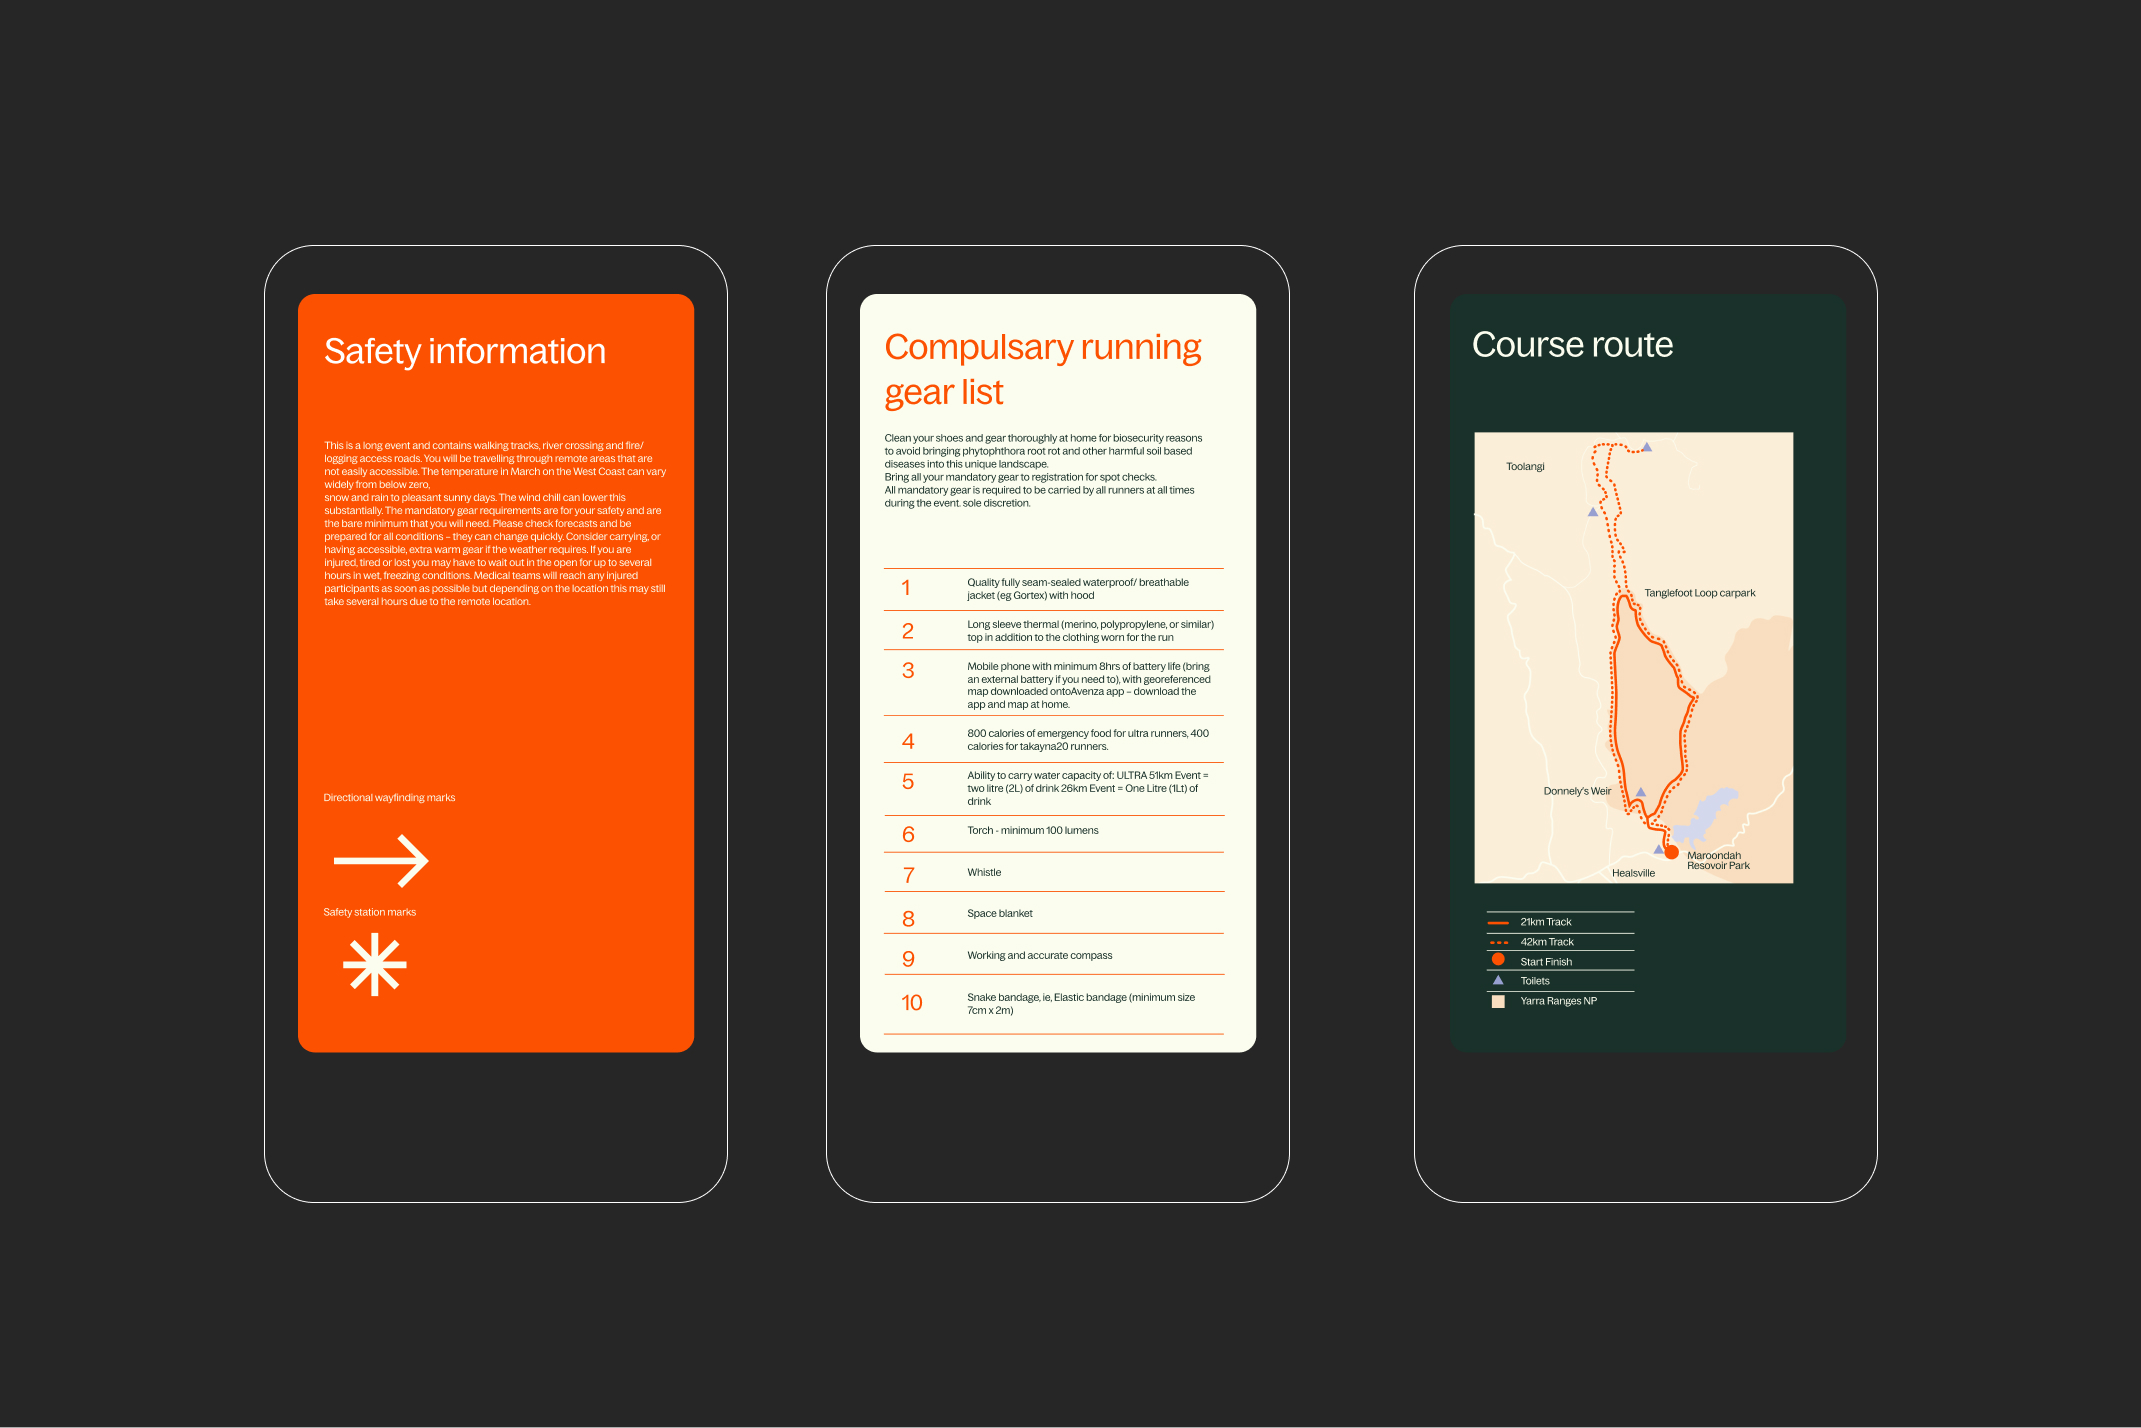 Safety information
This is a long event and contains walking tracks, river crossing and fire/
logging access roads. You will be travelling through remote areas that are
not easily accessible. The temperature in March on the West Coast can vary
widely from below zero,
snow and rain to pleasant sunny days. The wind chill can lower this
substantially. The mandatory gear requirements are for your safety and are
the bare minimum that you will need. Please check forecasts and be
prepared for all conditions – they can change quickly. Consider carrying, or
having accessible, extra warm gear if the weather requires. If you are
injured, tired or lost you may have to wait out in the open for up to several
hours in wet, freezing conditions. Medical teams will reach any injured
participants as soon as possible but depending on the location this may still
take several hours due to the remote location.
Directional wayfinding marks
Safety station marks
Compulsary running
gear list
Clean your shoes and gear thoroughly at home for biosecurity reasons
to avoid bringing phytophthora root rot and other harmful soil based
diseases into this unique landscape.
Bring all your mandatory gear to registration for spot checks.
All mandatory gear is required to be carried by all runners at all times
during the event. sole discretion.
1 Quality fully seam-sealed waterproof/ breathable
jacket (eg Gortex) with hood
2 Long sleeve thermal (merino, polypropylene, or similar)
top in addition to the clothing worn for the run
3 Mobile phone with minimum 8hrs of battery life (bring
an external battery if you need to), with georeferenced
map downloaded ontoAvenza app – download the
app and map at home.
4 800 calories of emergency food for ultra runners, 400
calories for takayna20 runners.
5 Ability to carry water capacity of: ULTRA 51km Event =
two litre (2L) of drink 26km Event = One Litre (1Lt) of
drink
6 Torch - minimum 100 lumens
7 Whistle
8 Space blanket
9 Working and accurate compass
10 Snake bandage, ie, Elastic bandage (minimum size
7cm x 2m)
Course route
Toolangi
Tanglefoot Loop carpark
Donnely's Weir
Maroondah
Resovoir Park
Healsville
21km Track
42km Track
Start Finish
Toilets
Yarra Ranges NP